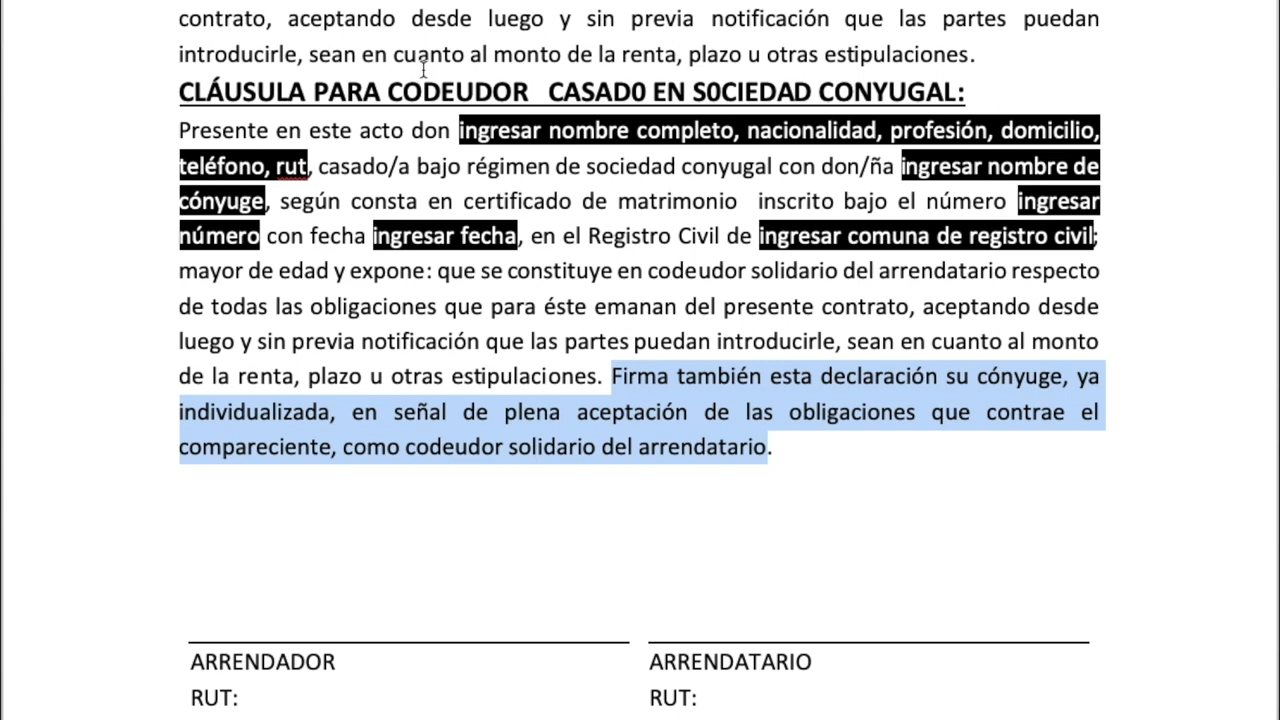 contrato, aceptando desde luego y sin previa notificación que las partes puedan
introducirle, sean en cuanto al monto de la renta, plazo u otras estipulaciones.
CLÁUSULA PARA CODEUDOR CASAD0 EN S0CIEDAD CONYUGAL:
Presente en este acto don ingresar nombre completo, nacionalidad, profesión, domicilio,
teléfono, rut, casado/a bajo régimen de sociedad conyugal con don/ña ingresar nombre de
cónyuge, según consta en certificado de matrimonio inscrito bajo el número ingresar
número con fecha ingresar fecha, en el Registro Civil de ingresar comuna de registro civil;
mayor de edad y expone: que se constituye en codeudor solidario del arrendatario respecto
de todas las obligaciones que para éste emanan del presente contrato, aceptando desde
luego y sin previa notificación que las partes puedan introducirle, sean en cuanto al monto
de la renta, plazo u otras estipulaciones. Firma también esta declaración su cónyuge, ya
individualizada, en señal de plena aceptación de las obligaciones que contrae el
compareciente, como codeudor solidario del arrendatario.
ARRENDADOR ARRENDATARIO
RUT: RUT: